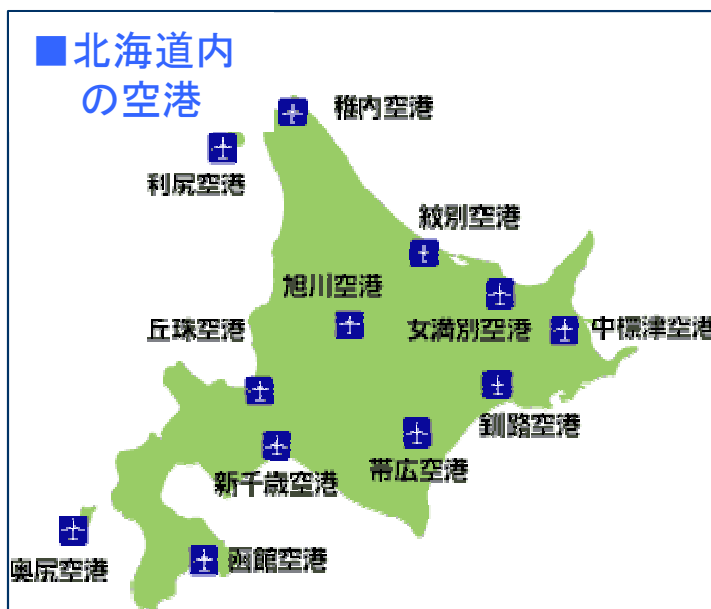 ■北海道内
の空港
稚内空港
利尻空港
紋別空港
旭川空港
女満別空港
丘珠空港
中標津空港
釧路空港
帯広空港
新千歳空港
函館空港
奥尻空港